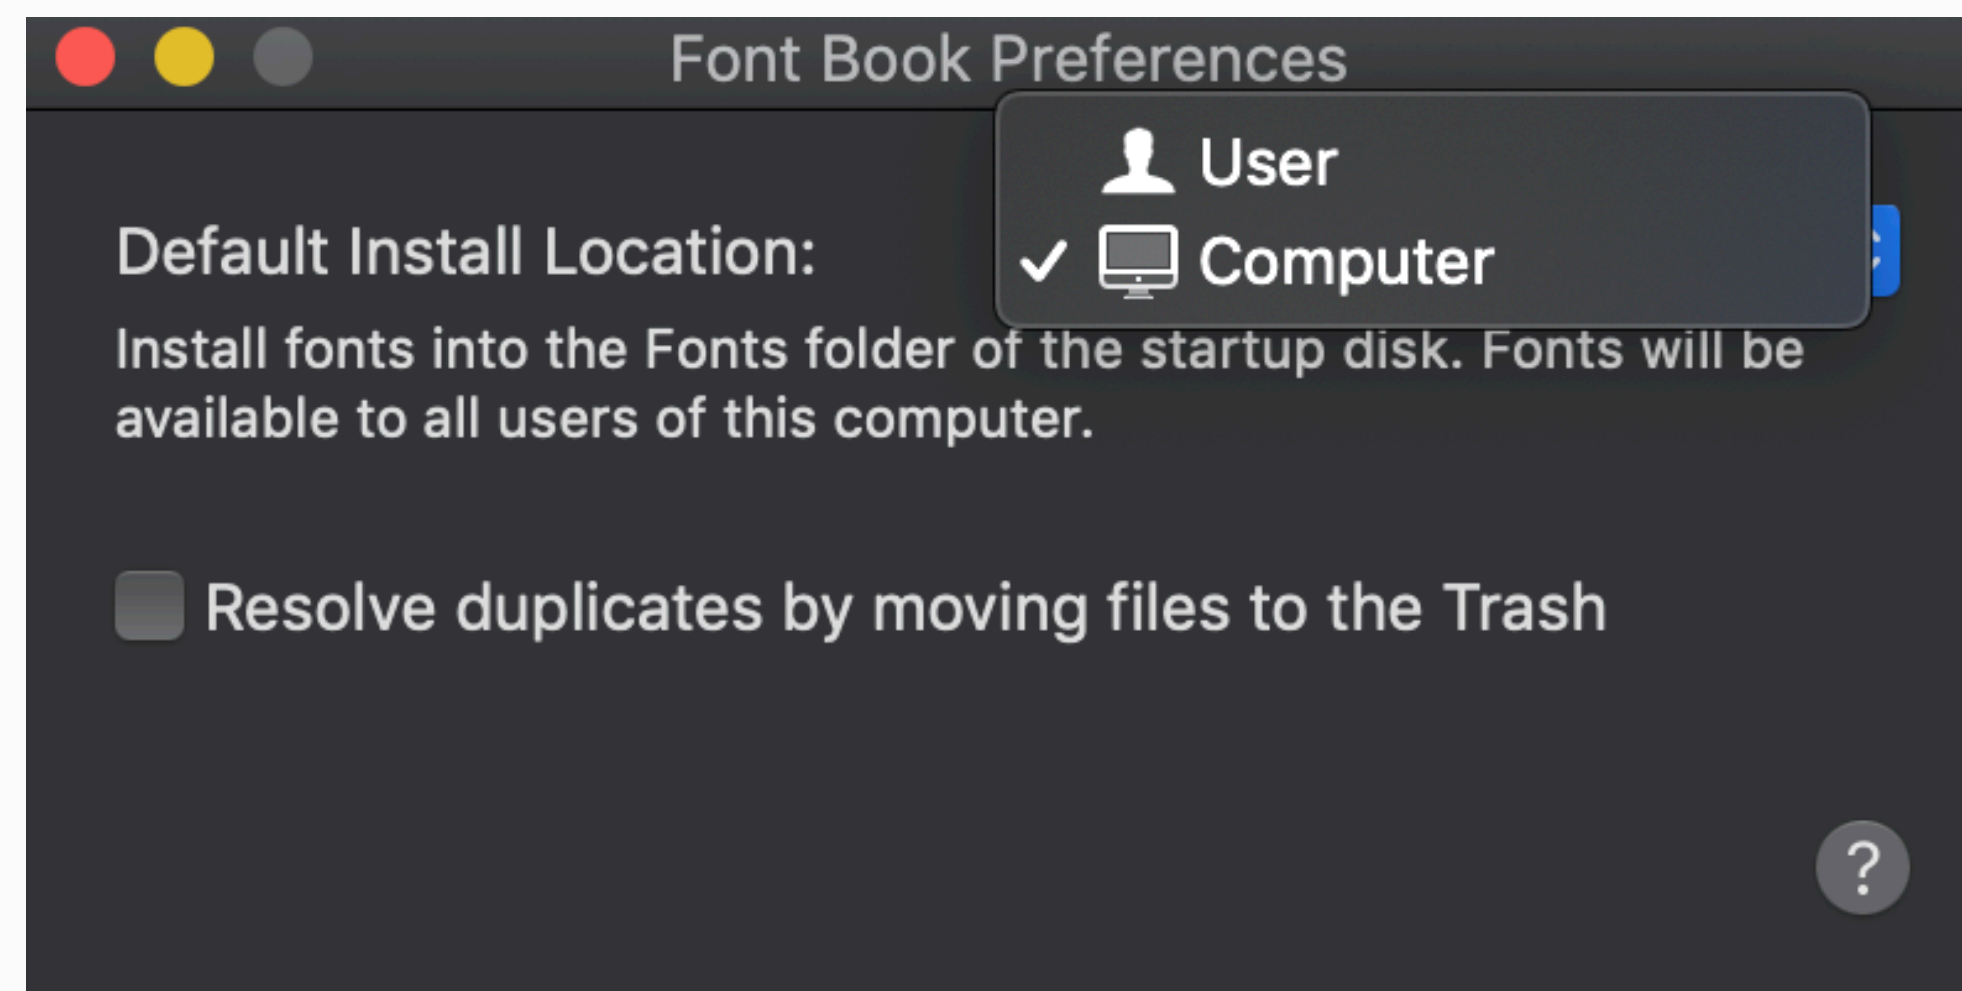 Font Book Preferences
User
Default Install Location:
Computer
Install fonts into the Fonts folder of the startup disk. Fonts will be
available to all users of this computer.
Resolve duplicates by moving files to the Trash
?